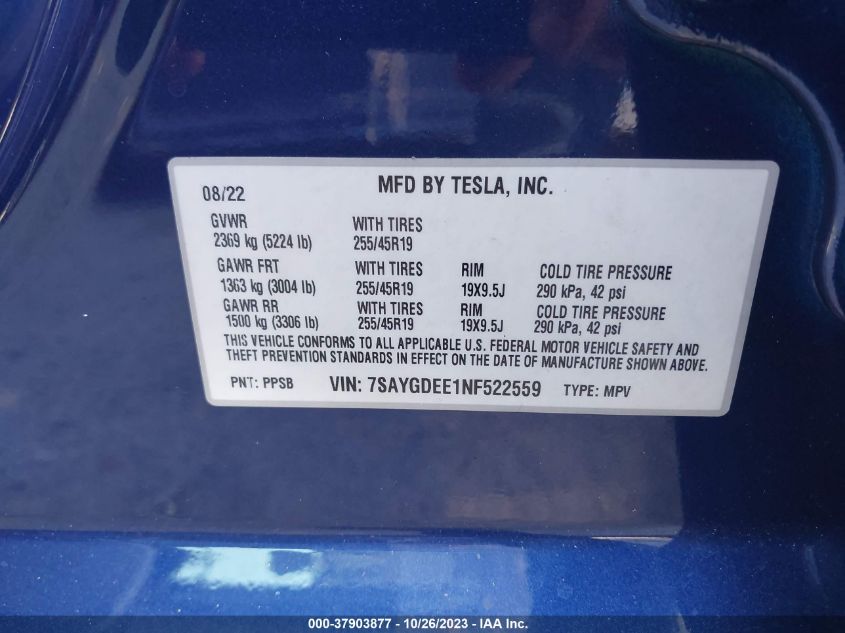 08/22 MFD BY TESLA, INC.
GVWR WITH TIRES
2369 kg (5224 lb) 255/45R19
GAWR FRT WITH TIRES RIM COLD TIRE PRESSURE
1363 kg (3004 lb) 255/45R19 19X9.5J 290 kPa, 42 psi
GAWR RR WITH TIRES RIM COLD TIRE PRESSURE
1500 kg (3306 lb) 255/45R19 19X9.5J 290 kPa, 42 psi
THIS VEHICLE CONFORMS TO ALL APPLICABLE U.S. FEDERAL MOTOR VEHICLE SAFETY AND
THEFT PREVENTION STANDARDS IN EFFECT ON THE DATE OF MANUFACTURE SHOWN ABOVE.
PNT: PPSB VIN: 7SAYGDEE1NF522559 TYPE: MPV
000-37903877 - 10/26/2023 - IAA Inc.